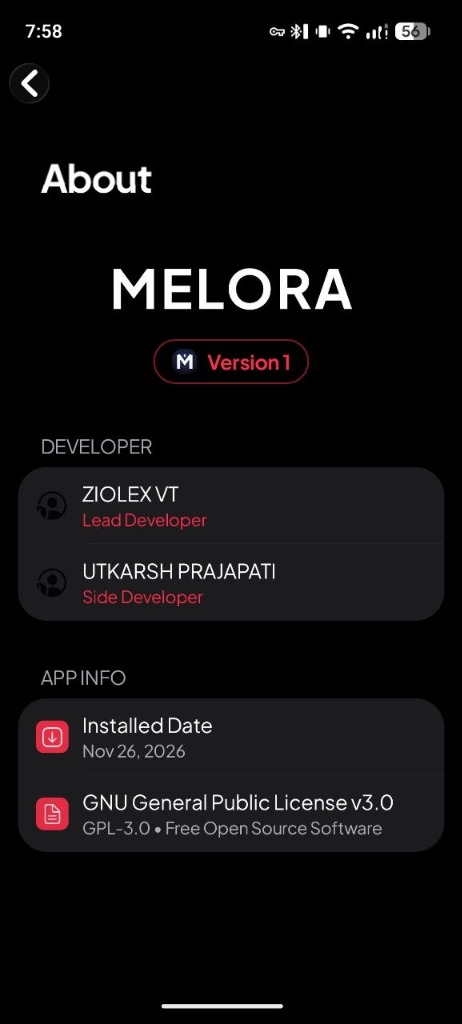 7:58
56
About
MELORA
M Version 1
DEVELOPER
ZIOLEX VT
Lead Developer
UTKARSH PRAJAPATI
Side Developer
APP INFO
Installed Date
Nov 26, 2026
GNU General Public License v3.0
GPL-3.0 • Free Open Source Software